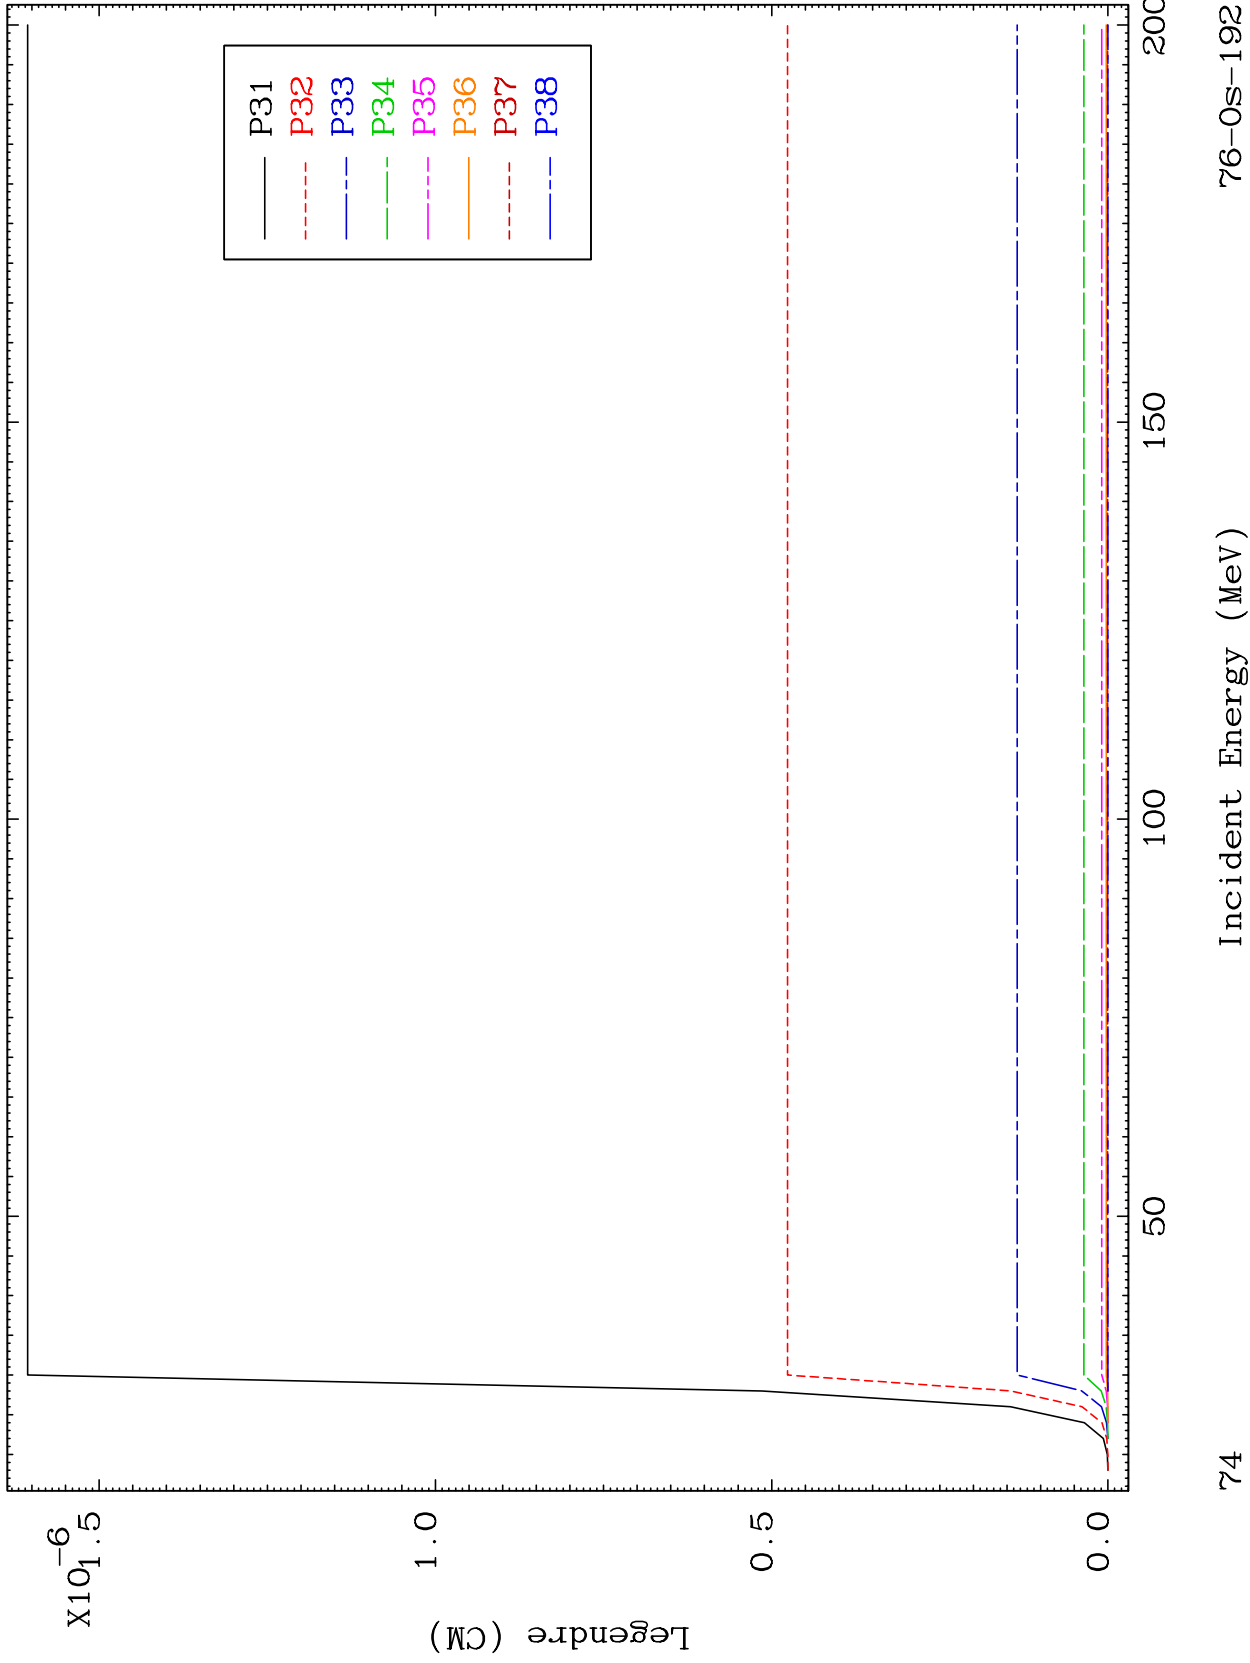 X10-6
1.5
1.0
0.5
0.0
Legendre (CM)
P31
P32
P33
P34
P35
P36
P37
P38
50
100
150
200
Incident Energy (MeV)
74
76-Os-192